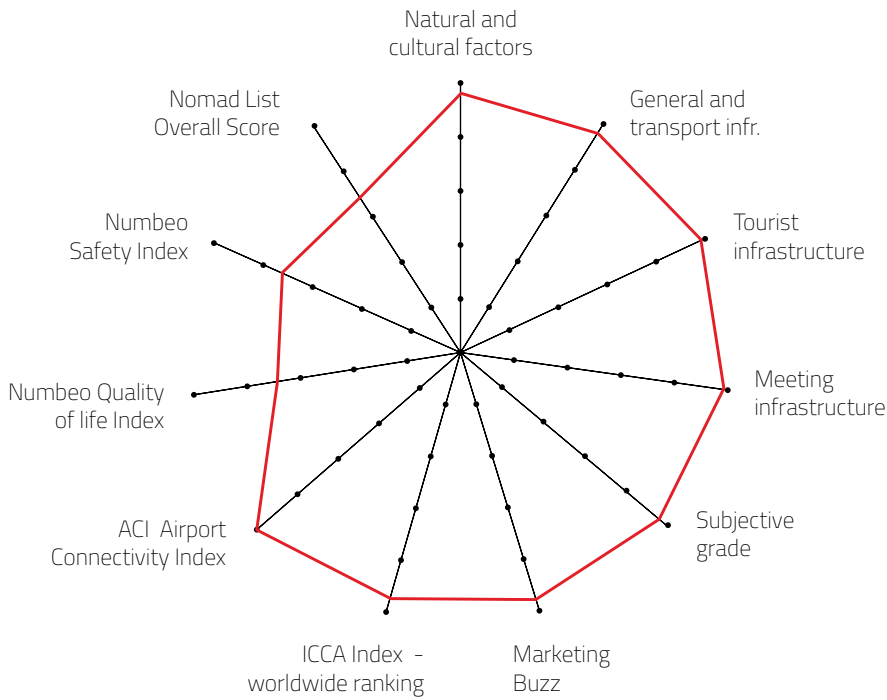 Natural and
cultural factors
General and
transport infr.
Tourist
infrastructure
Meeting
infrastructure
Subjective
grade
Marketing
Buzz
ICCA Index -
worldwide ranking
ACI Airport
Connectivity Index
Numbeo Quality
of life Index
Numbeo
Safety Index
Nomad List
Overall Score